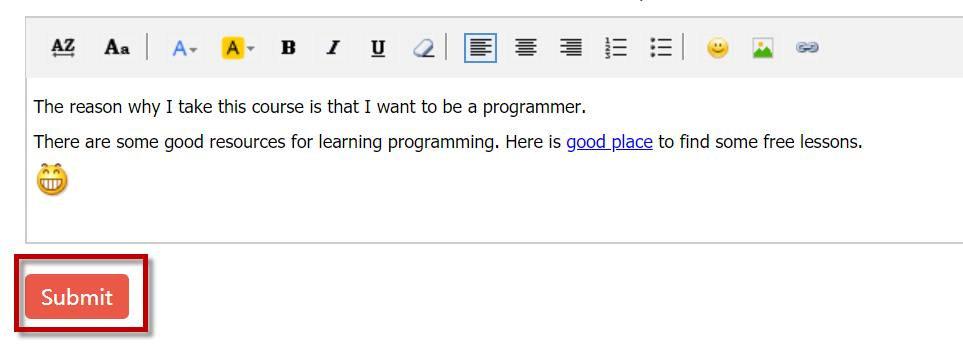 AZ Aa A A B I U
The reason why I take this course is that I want to be a programmer.
There are some good resources for learning programming. Here is good place to find some free lessons.
Submit